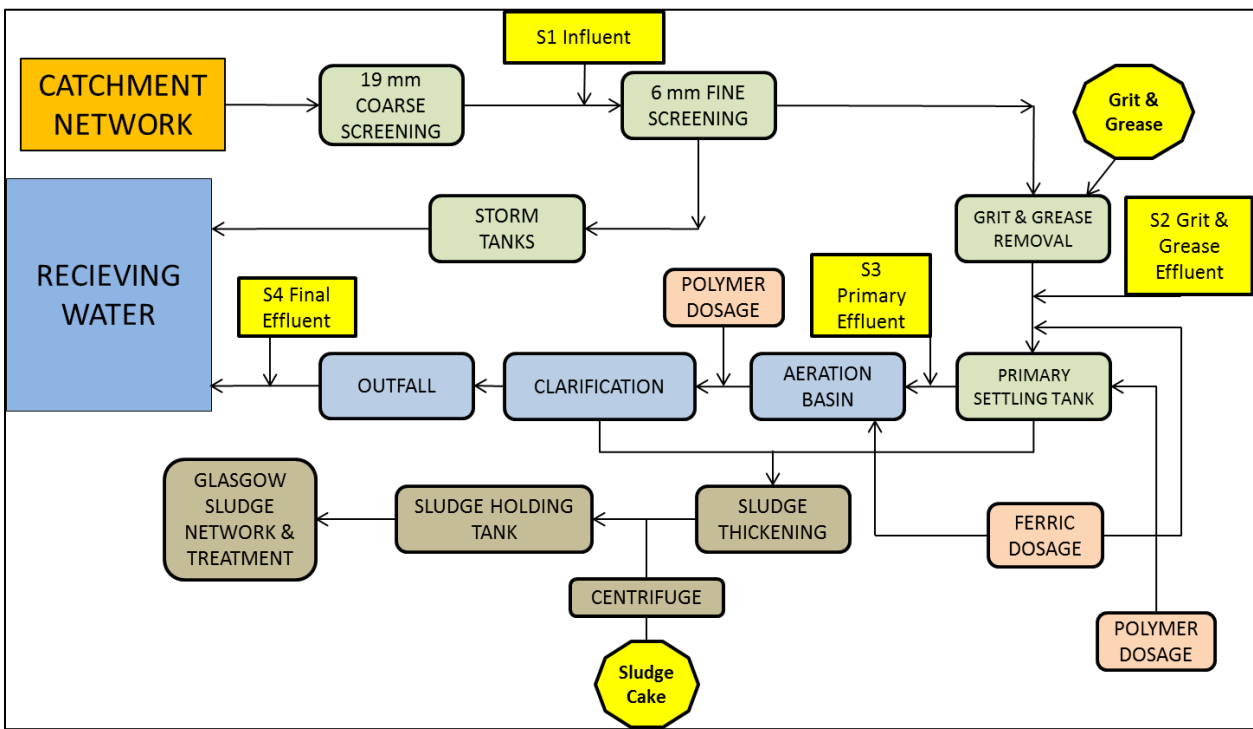 S1 Influent
CATCHMENT
NETWORK
19 mm
COARSE
SCREENING
6 mm FINE
SCREENING
Grit &
Grease
STORM
TANKS
GRIT & GREASE
REMOVAL
S2 Grit &
Grease
Effluent
RECIEVING
WATER
S4 Final
Effluent
POLYMER
DOSAGE
S3
Primary
Effluent
OUTFALL
CLARIFICATION
AERATION
BASIN
PRIMARY
SETTLING TANK
GLASGOW
SLUDGE
NETWORK &
TREATMENT
SLUDGE HOLDING
TANK
SLUDGE
THICKENING
FERRIC
DOSAGE
CENTRIFUGE
POLYMER
DOSAGE
Sludge
Cake